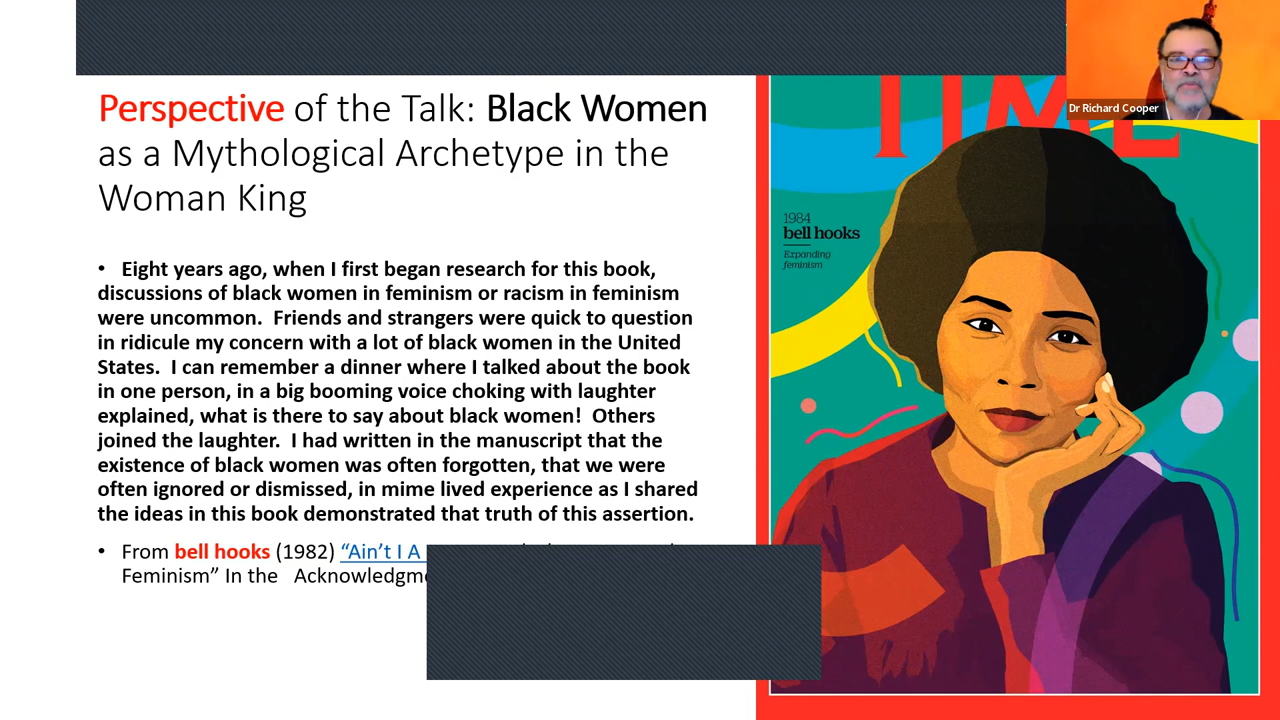 Perspective of the Talk: Black Women
as a Mythological Archetype in the
Woman King
• Eight years ago, when I first began research for this book,
discussions of black women in feminism or racism in feminism
were uncommon. Friends and strangers were quick to question
in ridicule my concern with a lot of black women in the United
States. I can remember a dinner where I talked about the book
in one person, in a big booming voice choking with laughter
explained, what is there to say about black women! Others
joined the laughter. I had written in the manuscript that the
existence of black women was often forgotten, that we were
often ignored or dismissed, in mime lived experience as I shared
the ideas in this book demonstrated that truth of this assertion.
• From bell hooks (1982) “Ain’t I A
Feminism” In the
TIME
1984
bell hooks
Expanding
feminism
Dr Richard Cooper